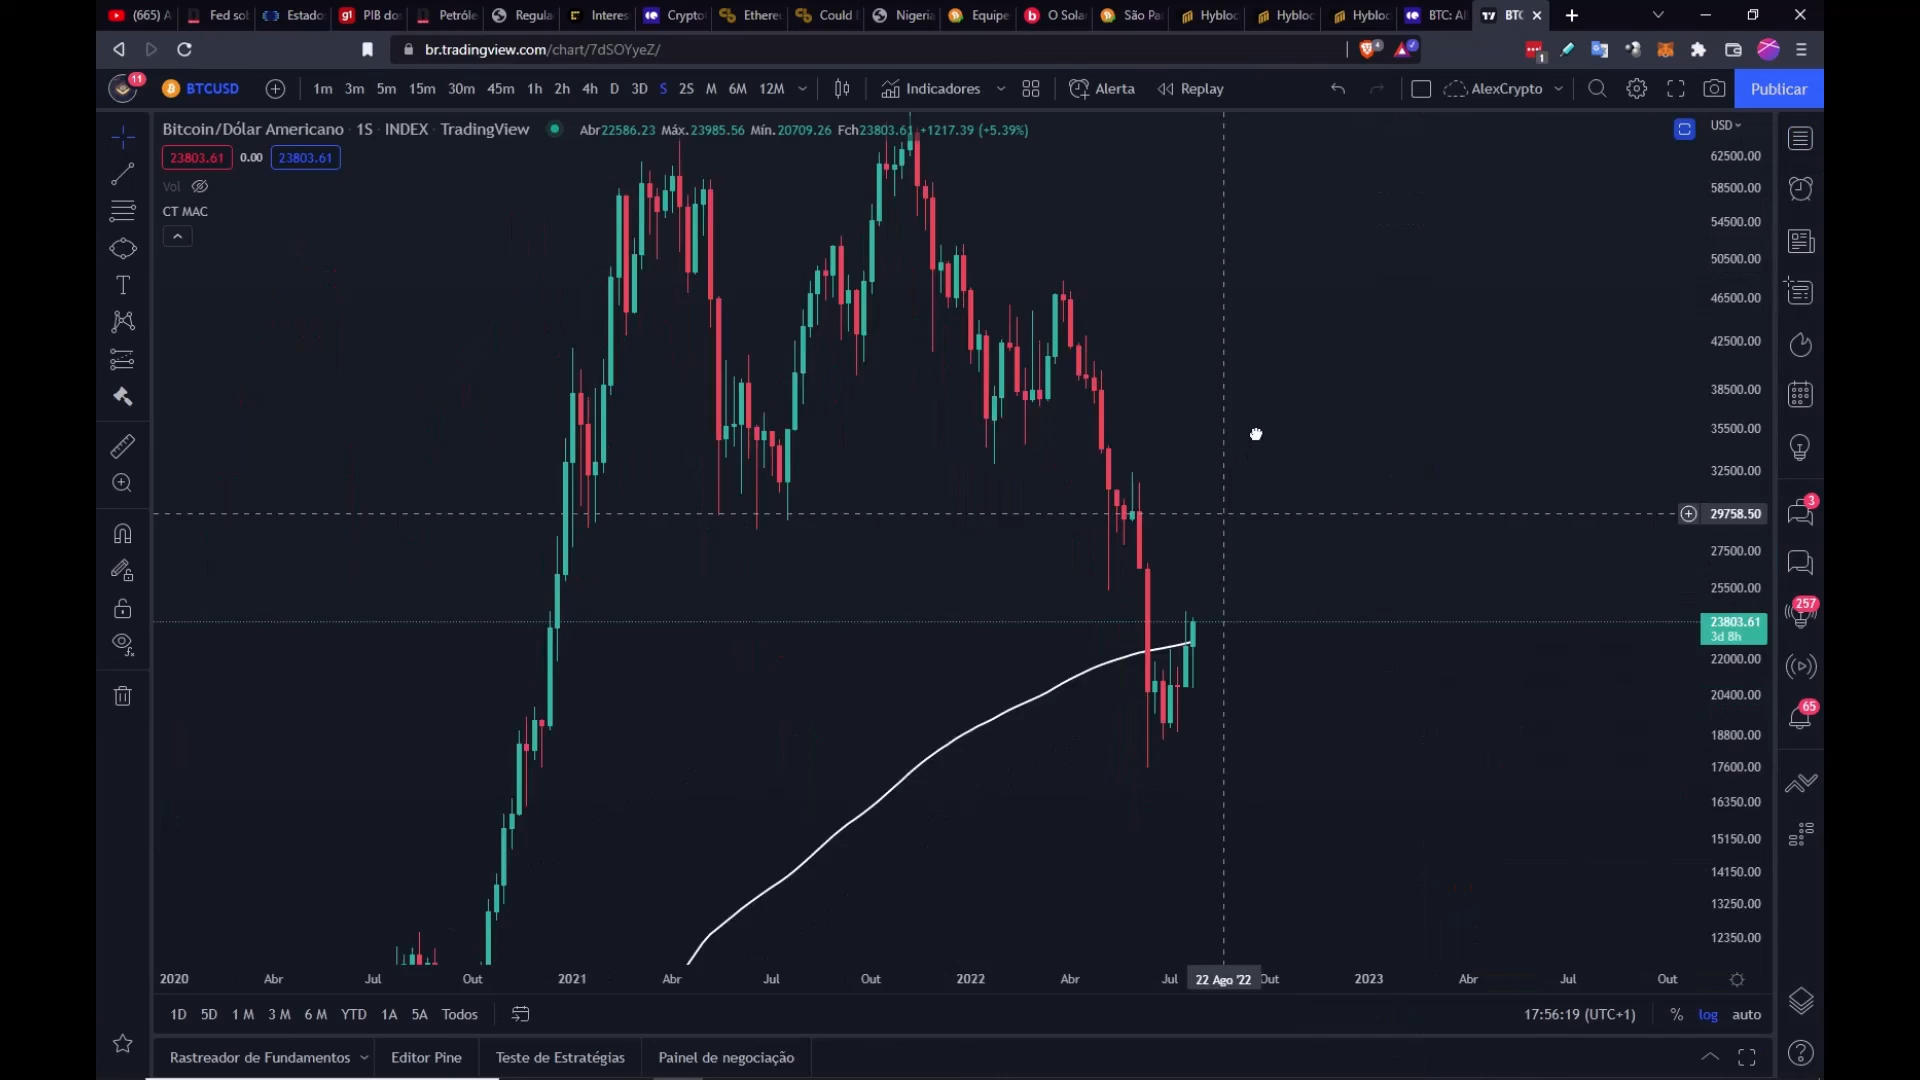 (665) A Fed sol Estado PIB do Petróle Regula Interes Crypto Ethere Could Nigeria Equipe O Sola São Pa Hybloc Hybloc Hybloc BTC: Al BTC
br.tradingview.com/chart/7dSOYyeZ/
4
1
11
BTCUSD 1m 3m 5m 15m 30m 45m 1h 2h 4h D 3D S 2S M 6M 12M Indicadores Alerta Replay AlexCrypto Publicar
Bitcoin/Dólar Americano · 1S · INDEX · TradingView Abr22586.23 Máx.23985.56 Mín.20709.26 Fch23803.61 +1217.39 (+5.39%)
USD
23803.61 0.00 23803.61
Vol
CT MAC
62500.00
58500.00
54500.00
50500.00
46500.00
42500.00
38500.00
35500.00
32500.00
29758.50
27500.00
25500.00
23803.61
3d 8h
22000.00
20400.00
18800.00
17600.00
16350.00
15150.00
14150.00
13250.00
12350.00
3
257
65
2020 Abr Jul Out 2021 Abr Jul Out 2022 Abr Jul 22 Ago '22 Out 2023 Abr Jul Out
1D 5D 1 M 3 M 6 M YTD 1A 5A Todos 17:56:19 (UTC+1) % log auto
Rastreador de Fundamentos Editor Pine Teste de Estratégias Painel de negociação